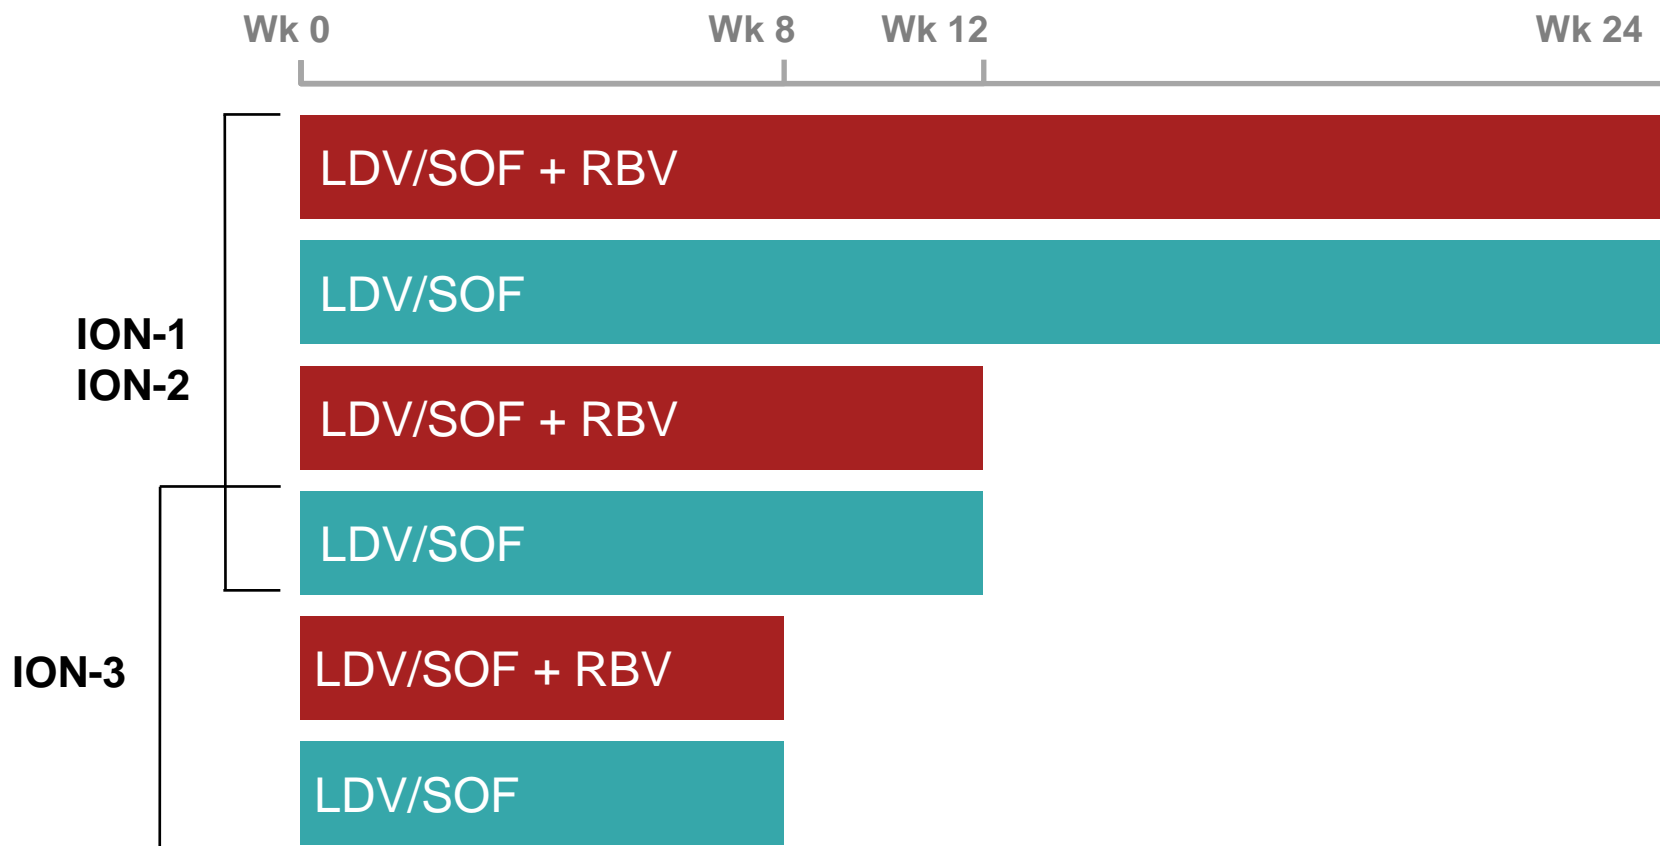 Wk 0 Wk 8 Wk 12 Wk 24
LDV/SOF + RBV
LDV/SOF
ION-1
ION-2
LDV/SOF + RBV
LDV/SOF
ION-3
LDV/SOF + RBV
LDV/SOF